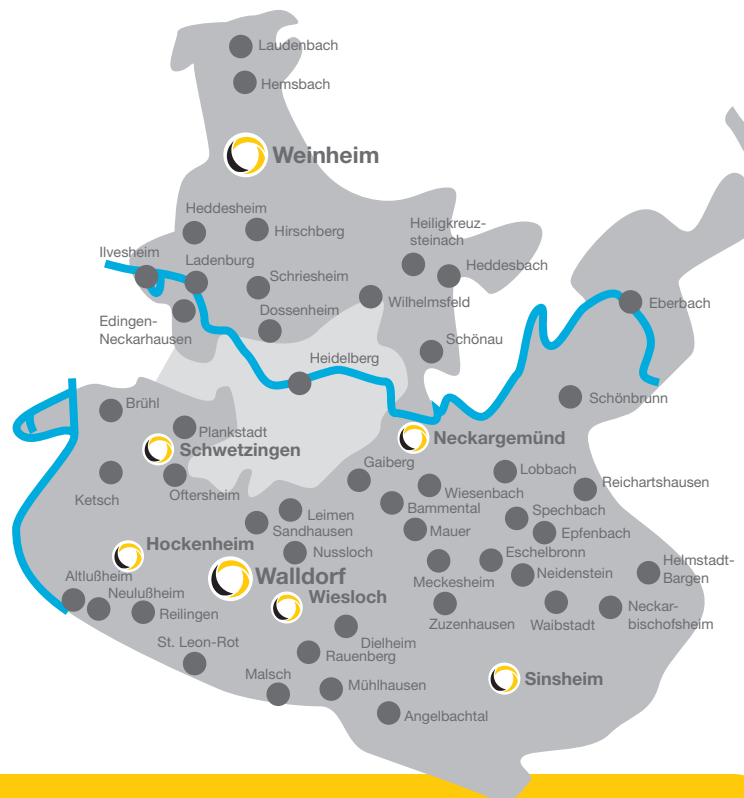 Laudenbach
Hemsbach
Weinheim
Heddesheim
Hirschberg
Heiligkreuz-
steinach
Ilvesheim
Ladenburg
Schriesheim
Heddesbach
Wilhelmsfeld
Eberbach
Edingen-
Neckarhausen
Dossenheim
Schönau
Heidelberg
Schönbrunn
Brühl
Plankstadt
Schwetzingen
Neckargemünd
Gaiberg
Lobbach
Ketsch
Oftersheim
Wiesenbach
Reichartshausen
Bammental
Leimen
Spechbach
Sandhausen
Mauer
Epfenbach
Hockenheim
Nussloch
Eschelbronn
Helmstadt-
Bargen
Altlußheim
Walldorf
Meckesheim
Neidenstein
Neulußheim
Wiesloch
Reilingen
Zuzenhausen
Waibstadt
Neckar-
bischofsheim
St. Leon-Rot
Dielheim
Rauenberg
Malsch
Mühlhausen
Sinsheim
Angelbachtal